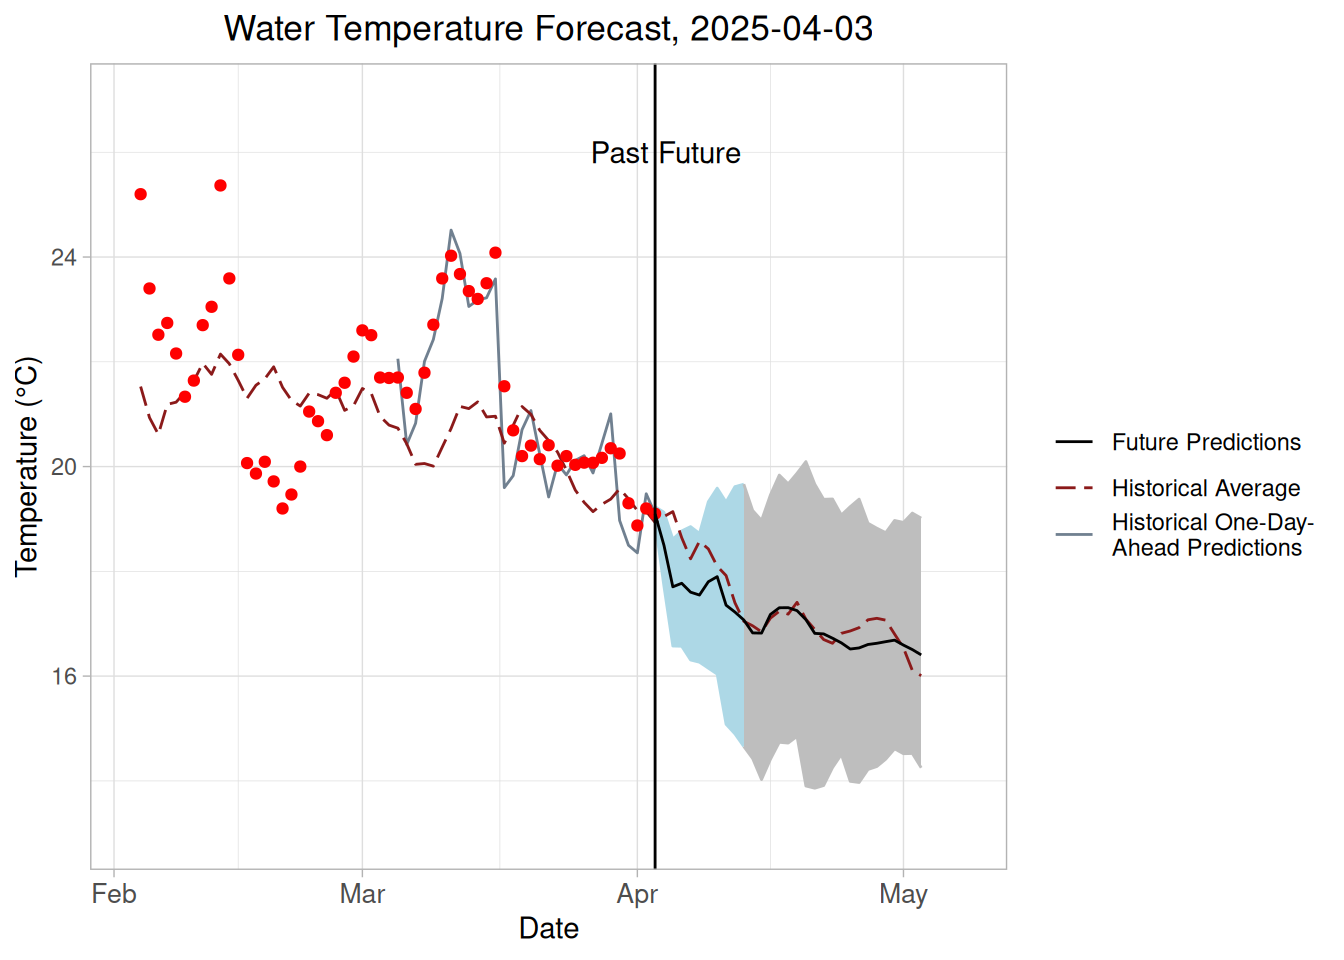 Water Temperature Forecast, 2025-04-03
Past Future
24
20
16
Temperature (°C)
Feb Mar Apr May
Date
Future Predictions
Historical Average
Historical One-Day-
Ahead Predictions